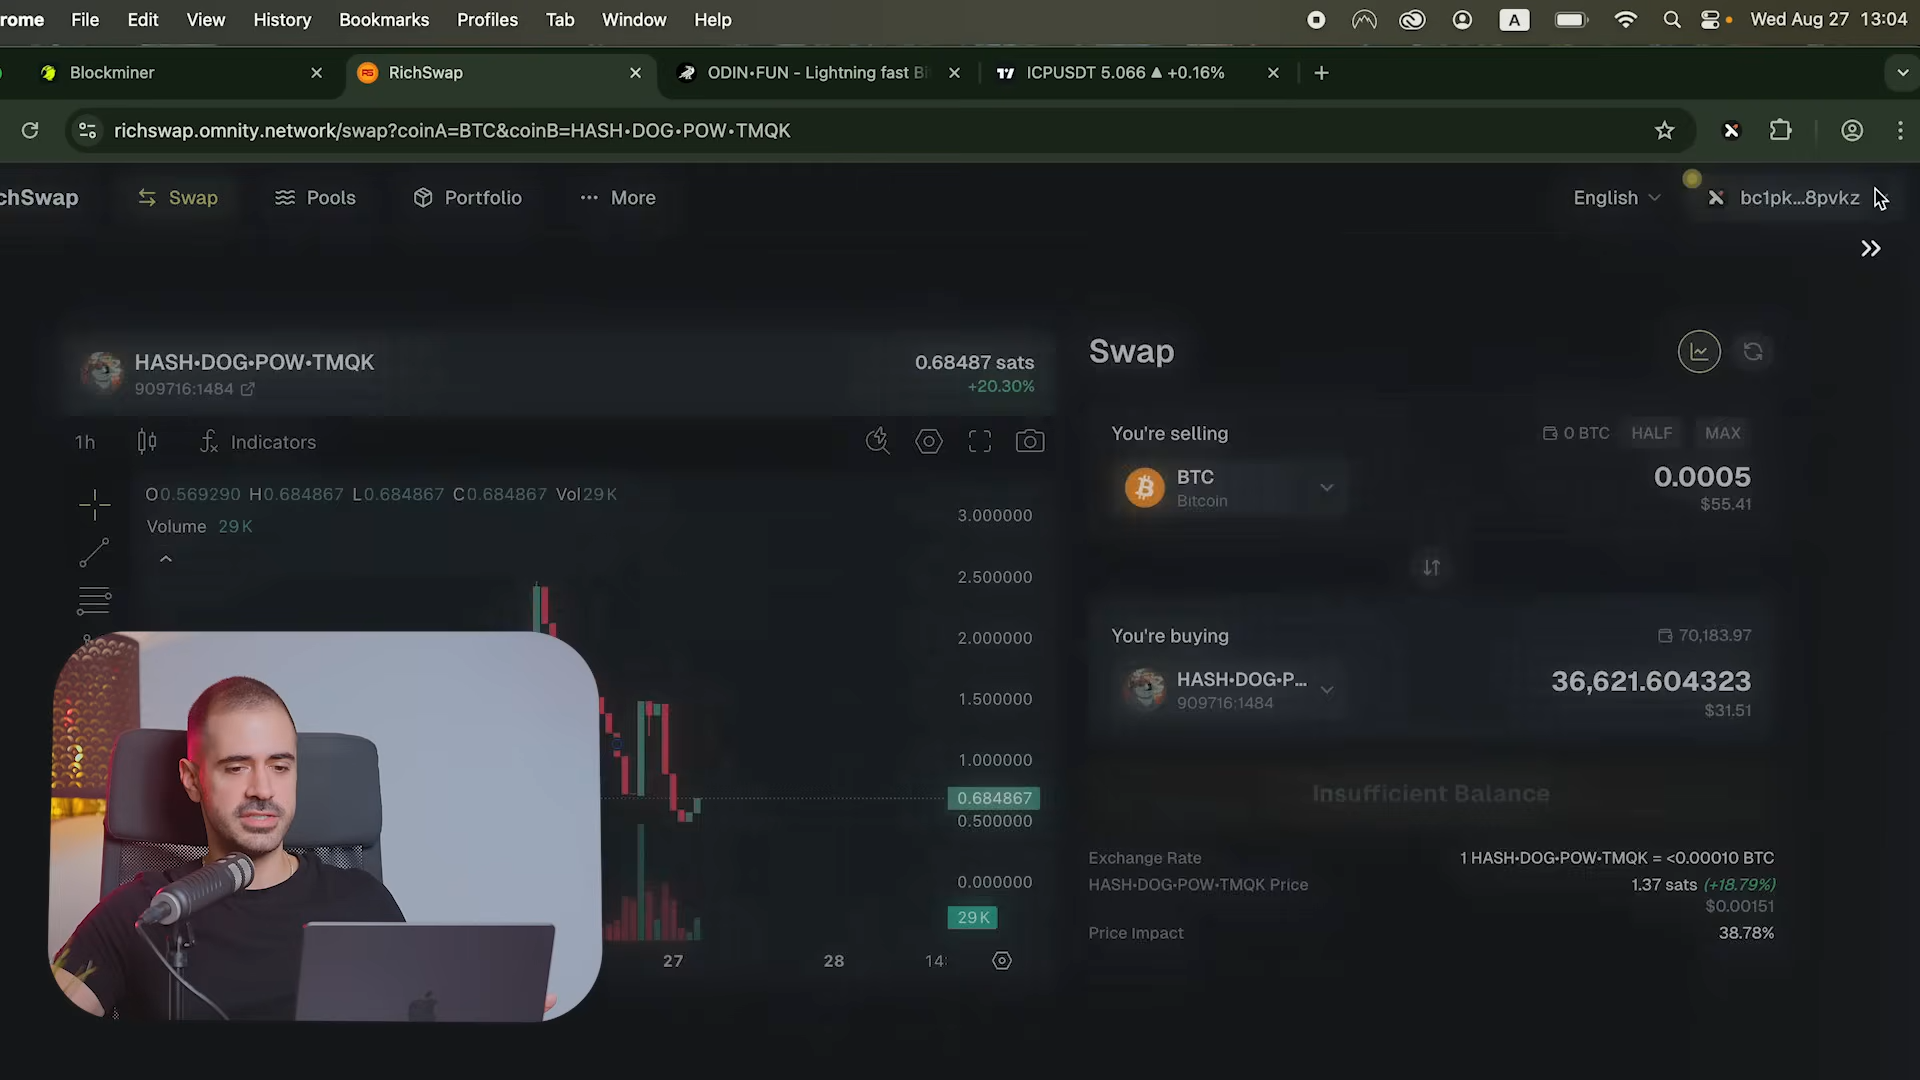 rome File Edit View History Bookmarks Profiles Tab Window Help A Wed Aug 27 13:04
Blockminer RichSwap ODIN•FUN - Lightning fast Bi ICPUSDT 5.066 ▲ +0.16%
richswap.omnity.network/swap?coinA=BTC&coinB=HASH•DOG•POW•TMQK
chSwap Swap Pools Portfolio More English bc1pk...8pvkz
HASH•DOG•POW•TMQK 0.68487 sats
909716:1484 +20.30%
1h Indicators
O0.569290 H0.684867 L0.684867 C0.684867 Vol29K
Volume 29K
3.000000
2.500000
2.000000
1.500000
1.000000
0.684867
0.500000
0.000000
29K
27 28 14:
Swap
You're selling 0 BTC HALF MAX
BTC 0.0005
Bitcoin $55.41
You're buying 70,183.97
HASH•DOG•P... 36,621.604323
909716:1484 $31.51
Insufficient Balance
Exchange Rate 1 HASH•DOG•POW•TMQK = <0.00010 BTC
HASH•DOG•POW•TMQK Price 1.37 sats (+18.79%)
$0.00151
Price Impact 38.78%